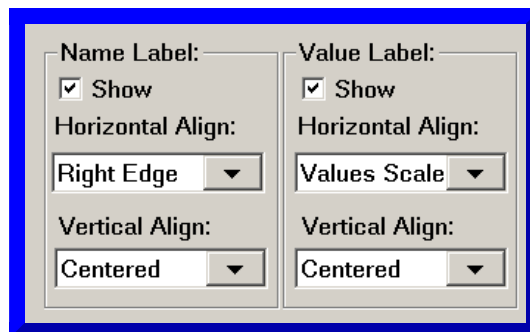 Name Label:
Show
Horizontal Align:
Right Edge
Vertical Align:
Centered
Value Label:
Show
Horizontal Align:
Values Scale
Vertical Align:
Centered